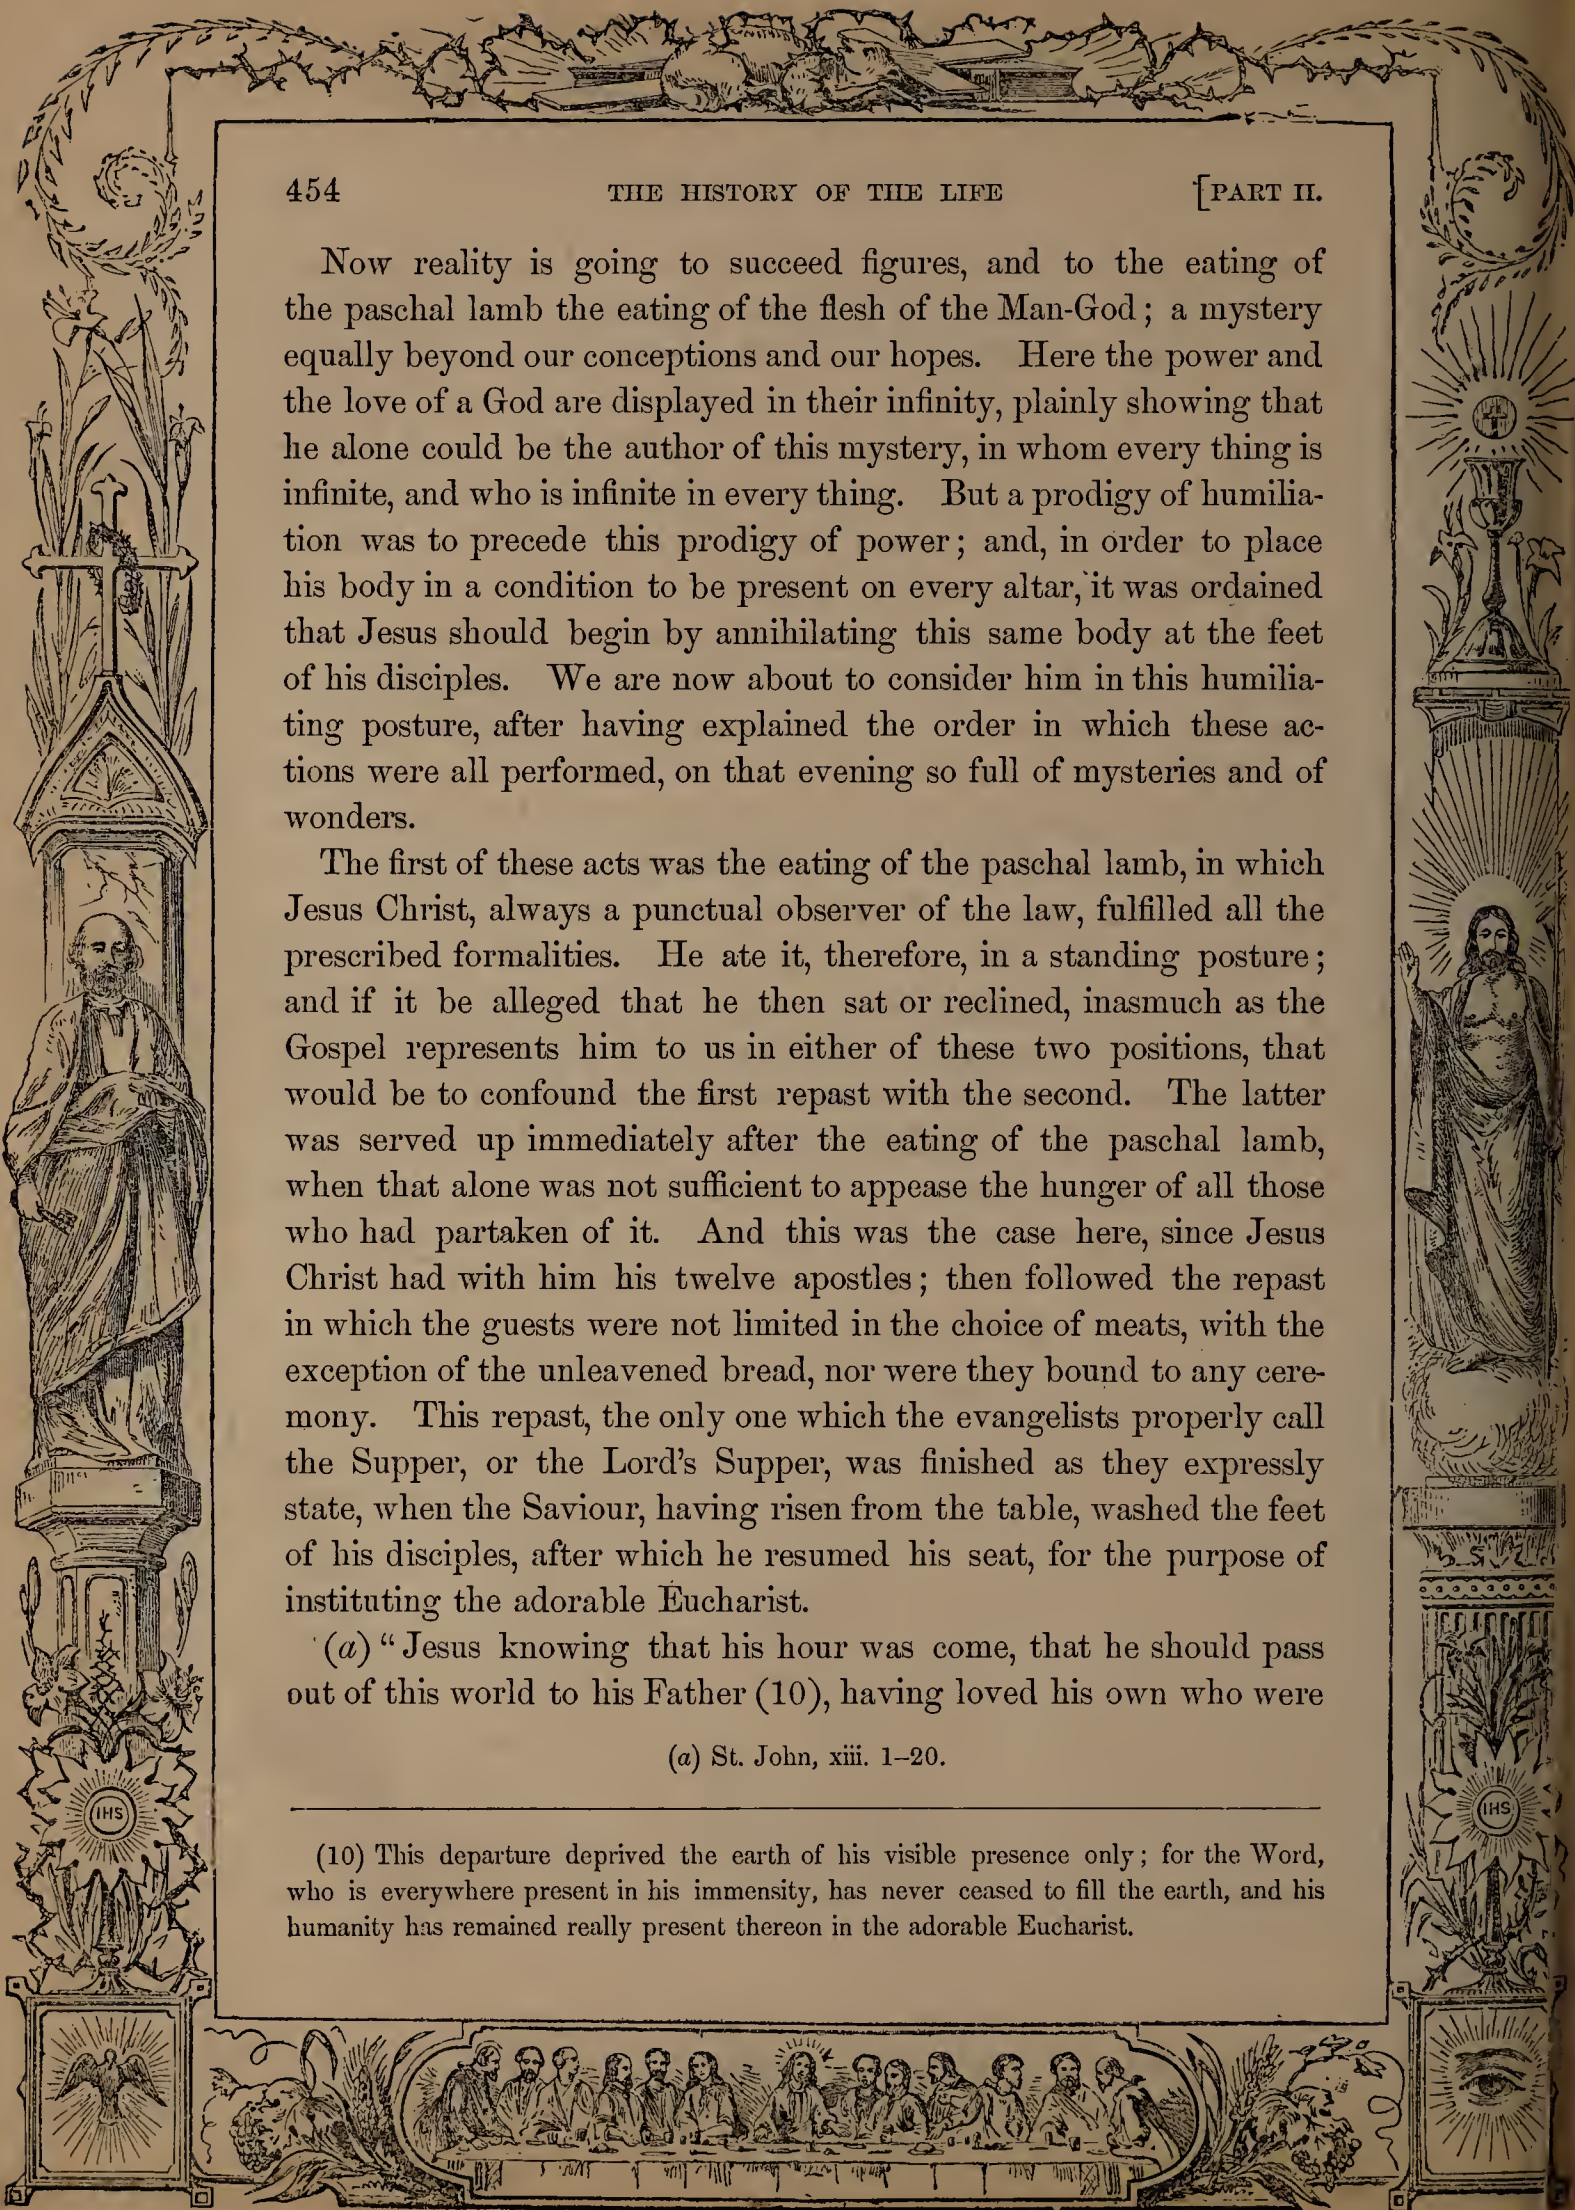 454 THE HISTORY OF THE LIFE [PART II.
Now reality is going to succeed figures, and to the eating of
the paschal lamb the eating of the flesh of the Man-God; a mystery
equally beyond our conceptions and our hopes. Here the power and
the love of a God are displayed in their infinity, plainly showing that
he alone could be the author of this mystery, in whom every thing is
infinite, and who is infinite in every thing. But a prodigy of humilia-
tion was to precede this prodigy of power; and, in order to place
his body in a condition to be present on every altar, it was ordained
that Jesus should begin by annihilating this same body at the feet
of his disciples. We are now about to consider him in this humilia-
ting posture, after having explained the order in which these ac-
tions were all performed, on that evening so full of mysteries and of
wonders.
The first of these acts was the eating of the paschal lamb, in which
Jesus Christ, always a punctual observer of the law, fulfilled all the
prescribed formalities. He ate it, therefore, in a standing posture;
and if it be alleged that he then sat or reclined, inasmuch as the
Gospel represents him to us in either of these two positions, that
would be to confound the first repast with the second. The latter
was served up immediately after the eating of the paschal lamb,
when that alone was not sufficient to appease the hunger of all those
who had partaken of it. And this was the case here, since Jesus
Christ had with him his twelve apostles; then followed the repast
in which the guests were not limited in the choice of meats, with the
exception of the unleavened bread, nor were they bound to any cere-
mony. This repast, the only one which the evangelists properly call
the Supper, or the Lord's Supper, was finished as they expressly
state, when the Saviour, having risen from the table, washed the feet
of his disciples, after which he resumed his seat, for the purpose of
instituting the adorable Eucharist.
(a) "Jesus knowing that his hour was come, that he should pass
out of this world to his Father (10), having loved his own who were
(a) St. John, xiii. 1–20.
(10) This departure deprived the earth of his visible presence only; for the Word,
who is everywhere present in his immensity, has never ceased to fill the earth, and his
humanity has remained really present thereon in the adorable Eucharist.
IHS
IHS